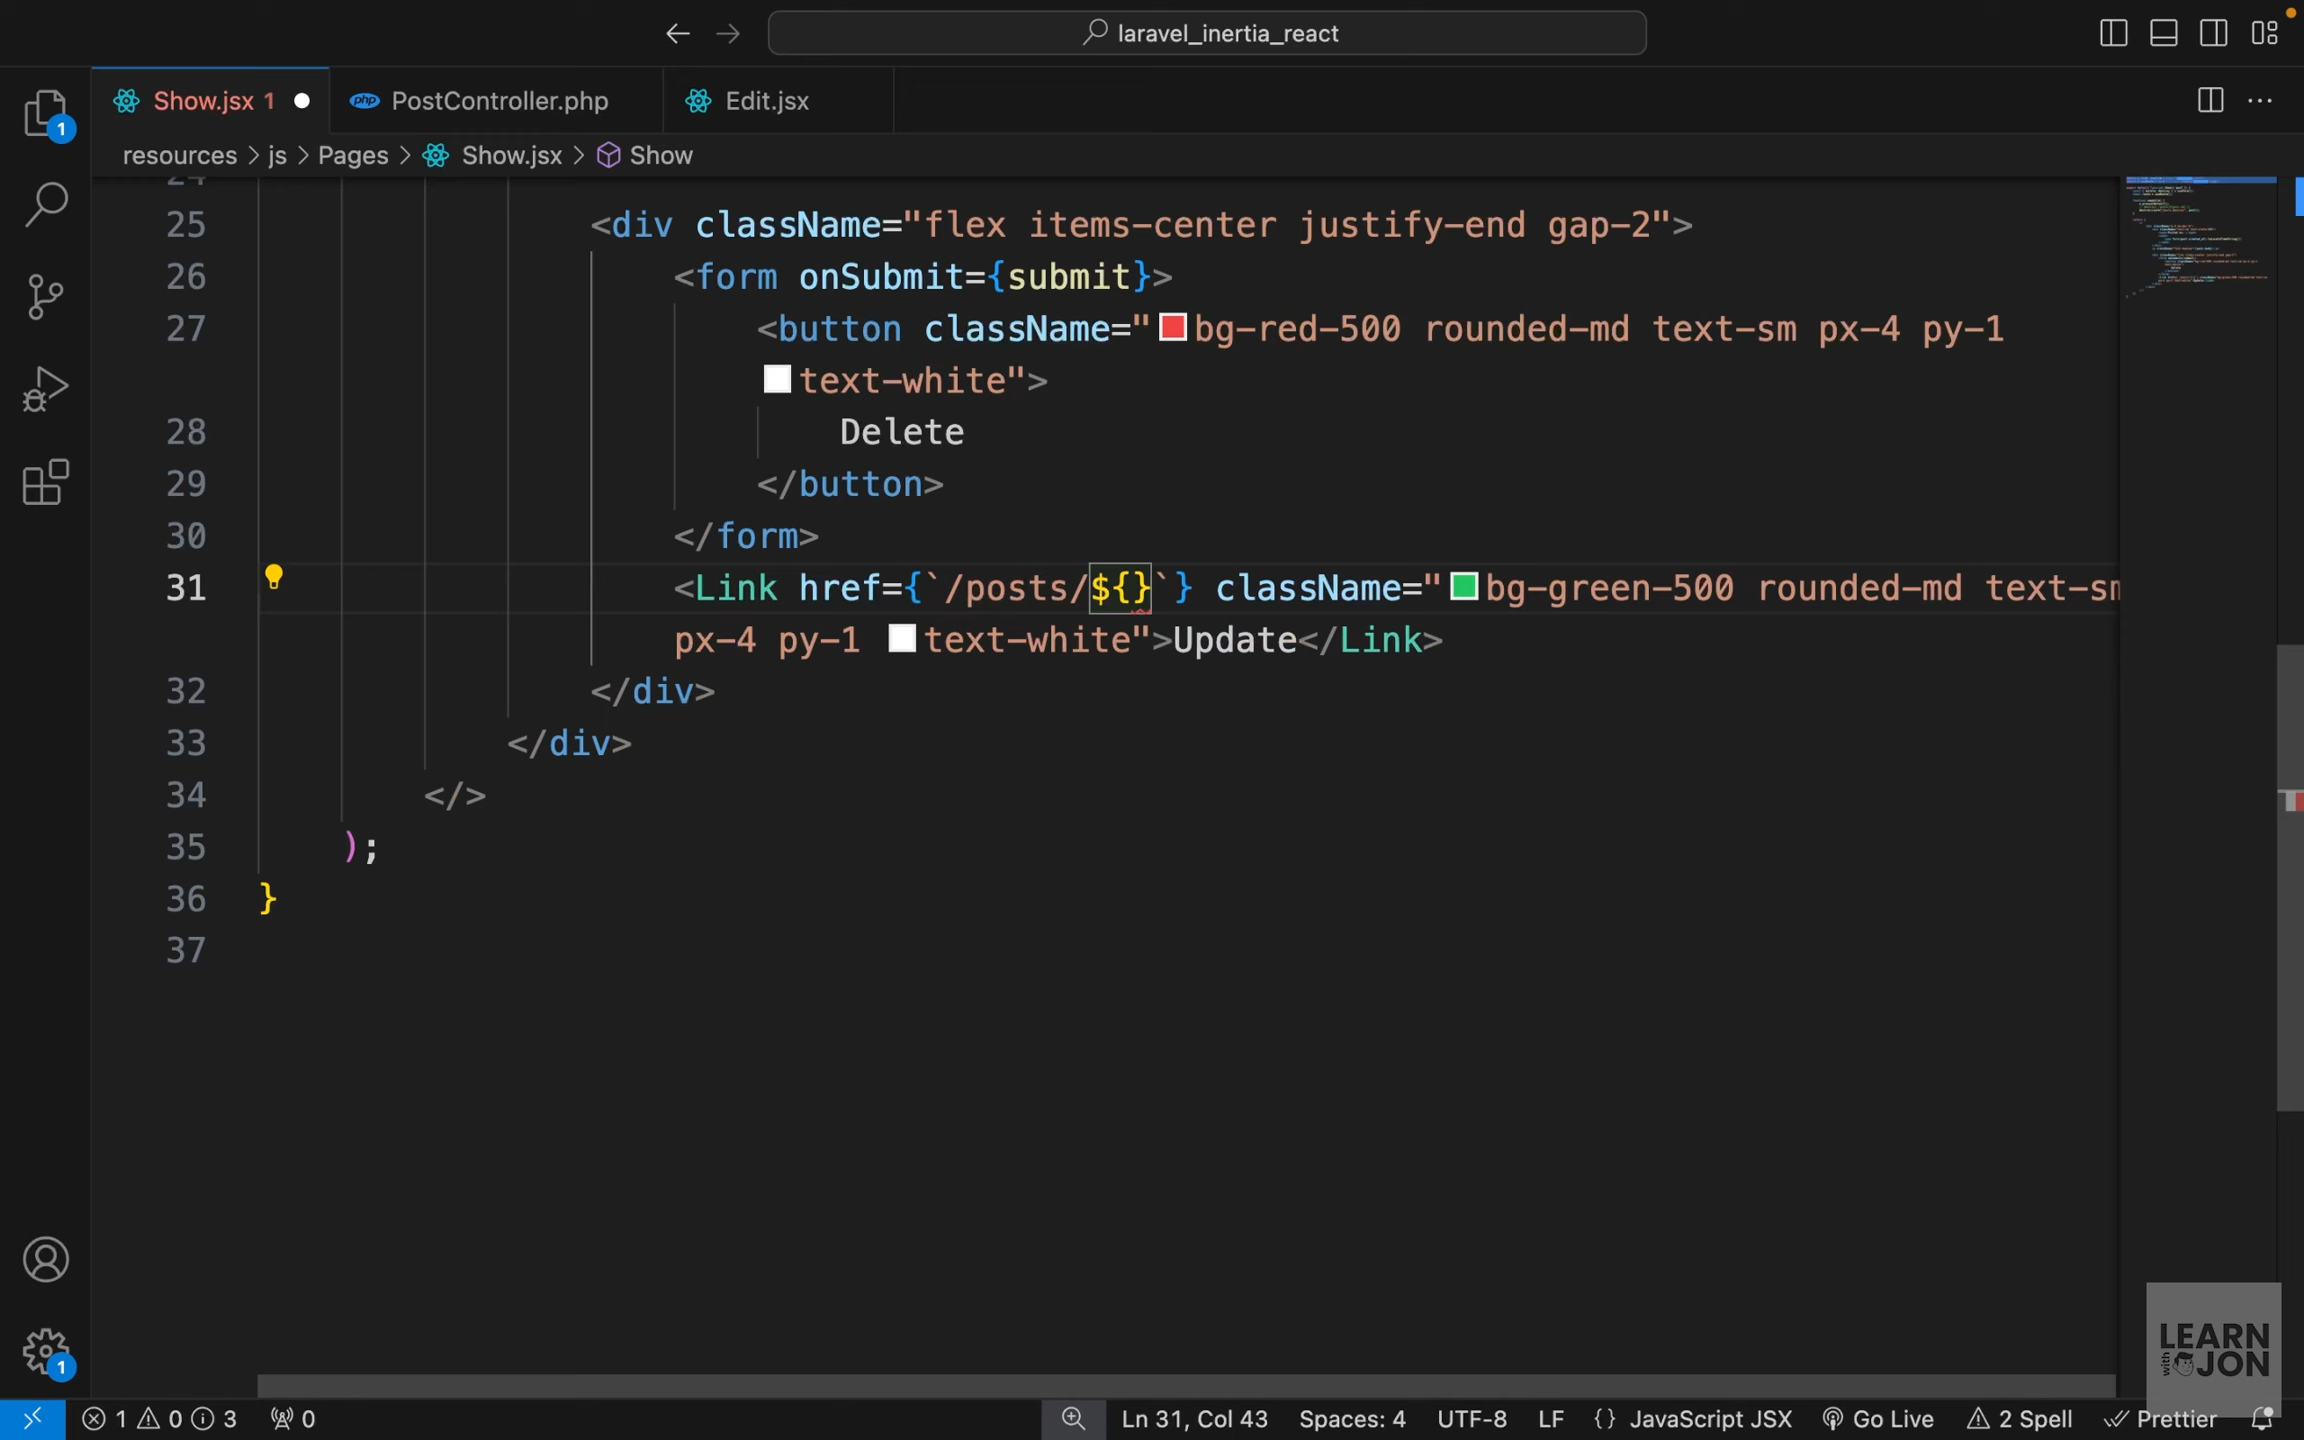 laravel_inertia_react
Show.jsx 1
PostController.php
Edit.jsx
resources > js > Pages > Show.jsx > Show
24
25 <div className="flex items-center justify-end gap-2">
26 <form onSubmit={submit}>
27 <button className="bg-red-500 rounded-md text-sm px-4 py-1
text-white">
28 Delete
29 </button>
30 </form>
31 <Link href={`/posts/${}`} className="bg-green-500 rounded-md text-sm
px-4 py-1 text-white">Update</Link>
32 </div>
33 </div>
34 </>
35 );
36 }
37
1
1
LEARN
with JON
1 0 3 0 Ln 31, Col 43 Spaces: 4 UTF-8 LF {} JavaScript JSX Go Live 2 Spell Prettier